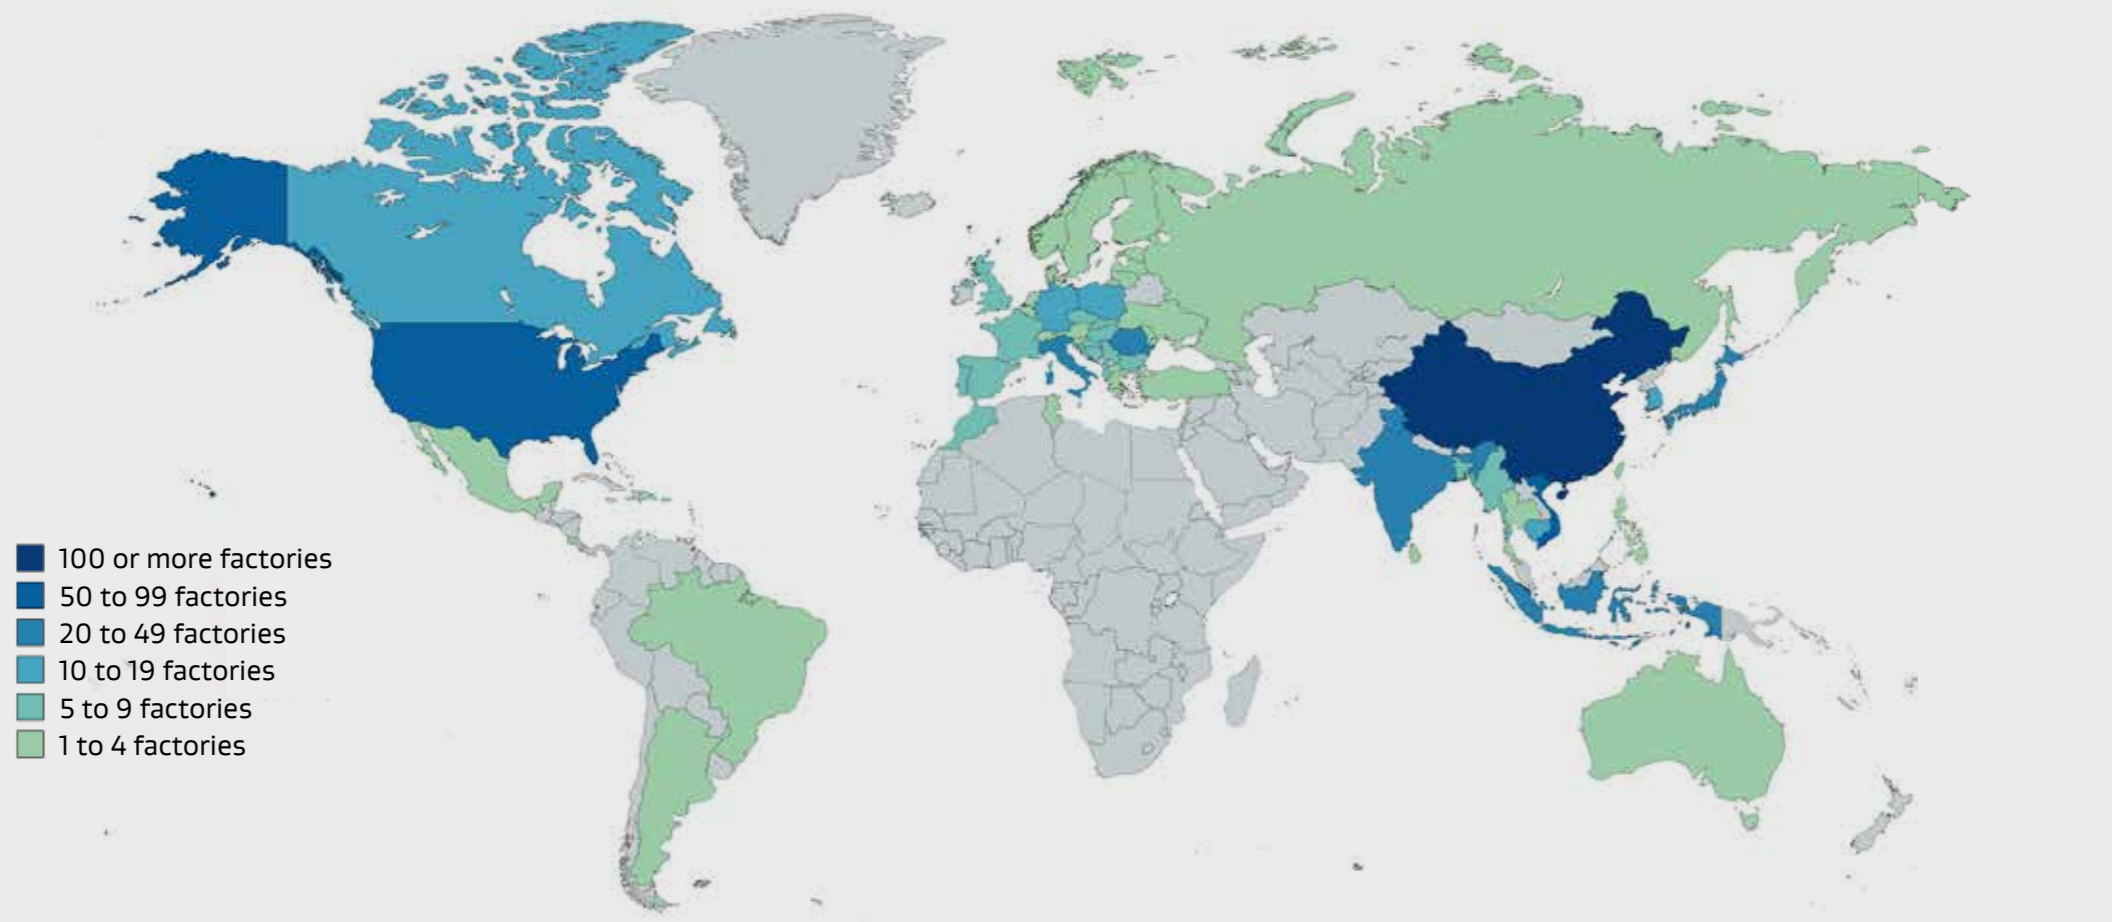 100 or more factories
50 to 99 factories
20 to 49 factories
10 to 19 factories
5 to 9 factories
1 to 4 factories